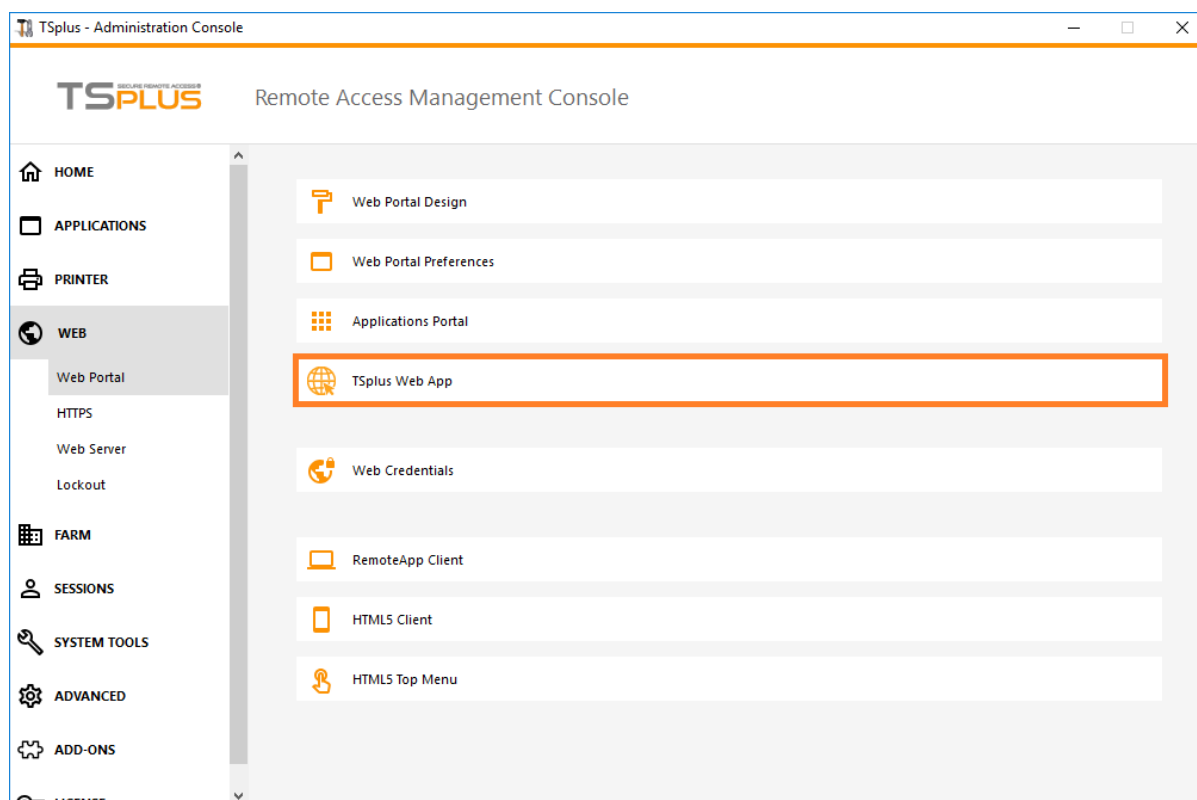 TSplus - Administration Console
SECURE REMOTE ACCESS
TSPLUS
Remote Access Management Console
HOME
APPLICATIONS
PRINTER
WEB
Web Portal
HTTPS
Web Server
Lockout
FARM
SESSIONS
SYSTEM TOOLS
ADVANCED
ADD-ONS
Web Portal Design
Web Portal Preferences
Applications Portal
TSplus Web App
Web Credentials
RemoteApp Client
HTML5 Client
HTML5 Top Menu